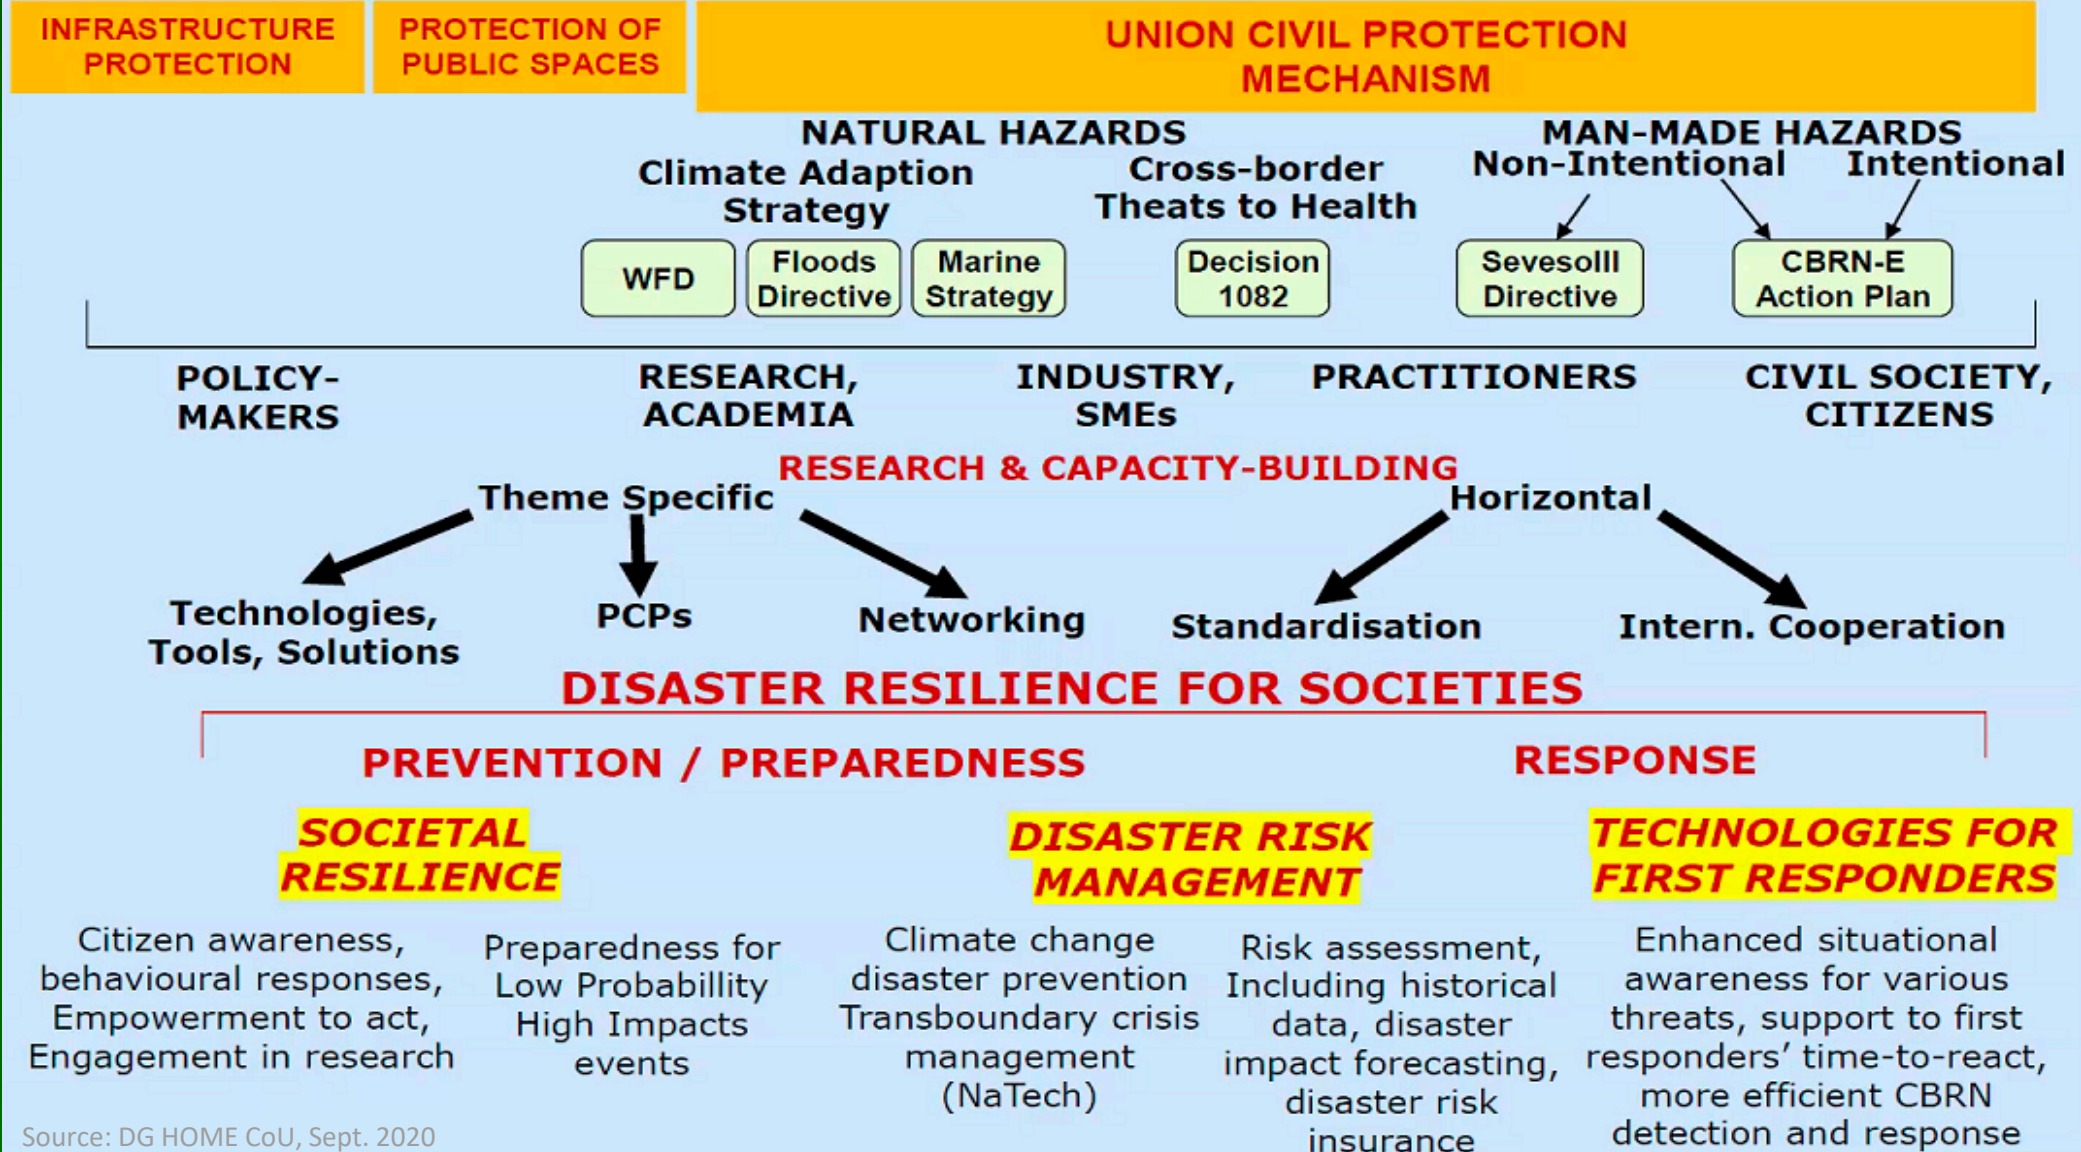 INFRASTRUCTURE
PROTECTION
PROTECTION OF
PUBLIC SPACES
UNION CIVIL PROTECTION
MECHANISM
NATURAL HAZARDS
MAN-MADE HAZARDS
Climate Adaption
Strategy
Cross-border
Theats to Health
Non-Intentional
Intentional
WFD
Floods
Directive
Marine
Strategy
Decision
1082
SevesoIII
Directive
CBRN-E
Action Plan
POLICY-
MAKERS
RESEARCH,
ACADEMIA
INDUSTRY,
SMEs
PRACTITIONERS
CIVIL SOCIETY,
CITIZENS
RESEARCH & CAPACITY-BUILDING
Theme Specific
Horizontal
Technologies,
Tools, Solutions
PCPs
Networking
Standardisation
Intern. Cooperation
DISASTER RESILIENCE FOR SOCIETIES
PREVENTION / PREPAREDNESS
RESPONSE
SOCIETAL
RESILIENCE
DISASTER RISK
MANAGEMENT
TECHNOLOGIES FOR
FIRST RESPONDERS
Citizen awareness,
behavioural responses,
Empowerment to act,
Engagement in research
Preparedness for
Low Probabillity
High Impacts
events
Climate change
disaster prevention
Transboundary crisis
management
(NaTech)
Risk assessment,
Including historical
data, disaster
impact forecasting,
disaster risk
insurance
Enhanced situational
awareness for various
threats, support to first
responders’ time-to-react,
more efficient CBRN
detection and response
Source: DG HOME CoU, Sept. 2020